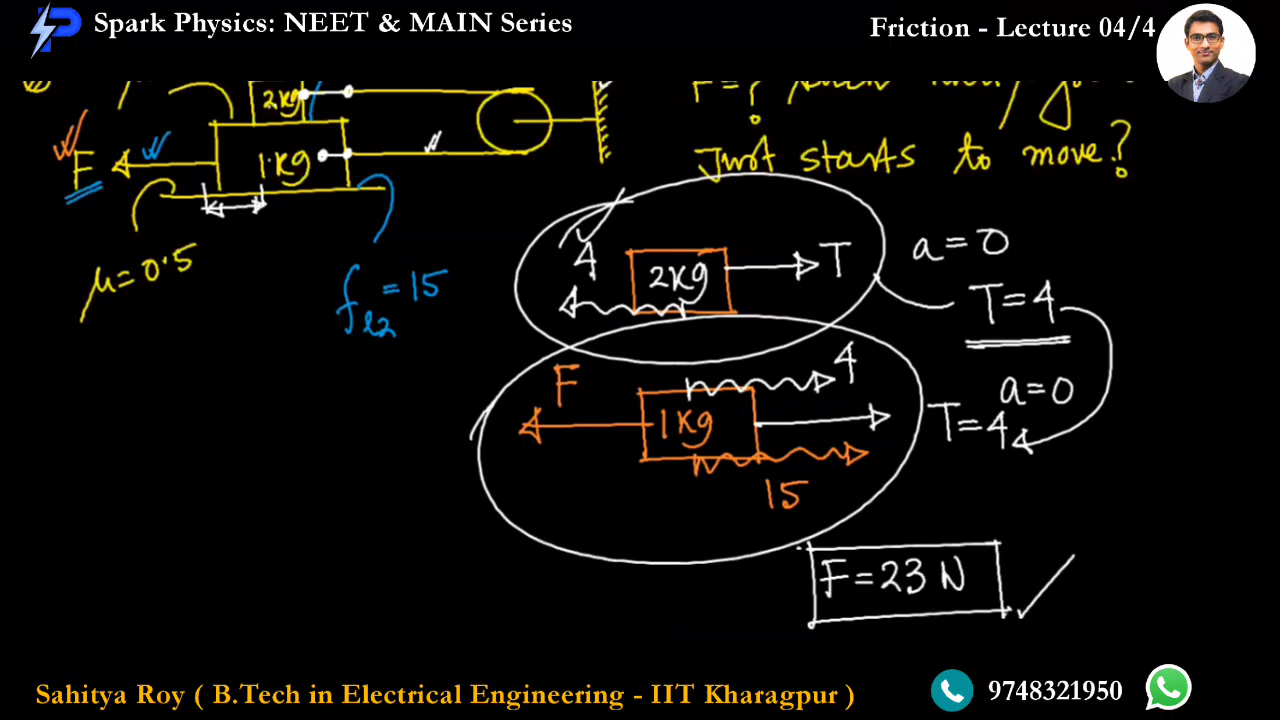 Spark Physics: NEET & MAIN Series
Friction - Lecture 04/4
2kg
F
1kg
μ=0.5
fl2 = 15
F=? when
Just starts to move?
4
2kg
T
a=0
T=4
F
1kg
4
a=0
T=4
15
F=23 N
Sahitya Roy ( B.Tech in Electrical Engineering - IIT Kharagpur )
9748321950